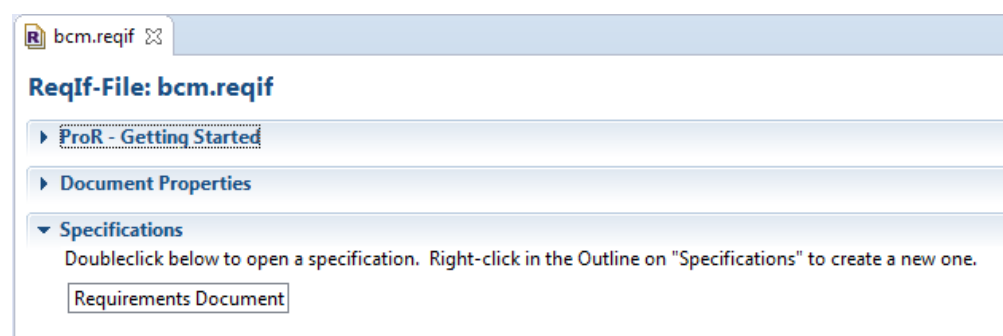 bcm.reqif
ReqIf-File: bcm.reqif
ProR - Getting Started
Document Properties
Specifications
Doubleclick below to open a specification. Right-click in the Outline on "Specifications" to create a new one.
Requirements Document